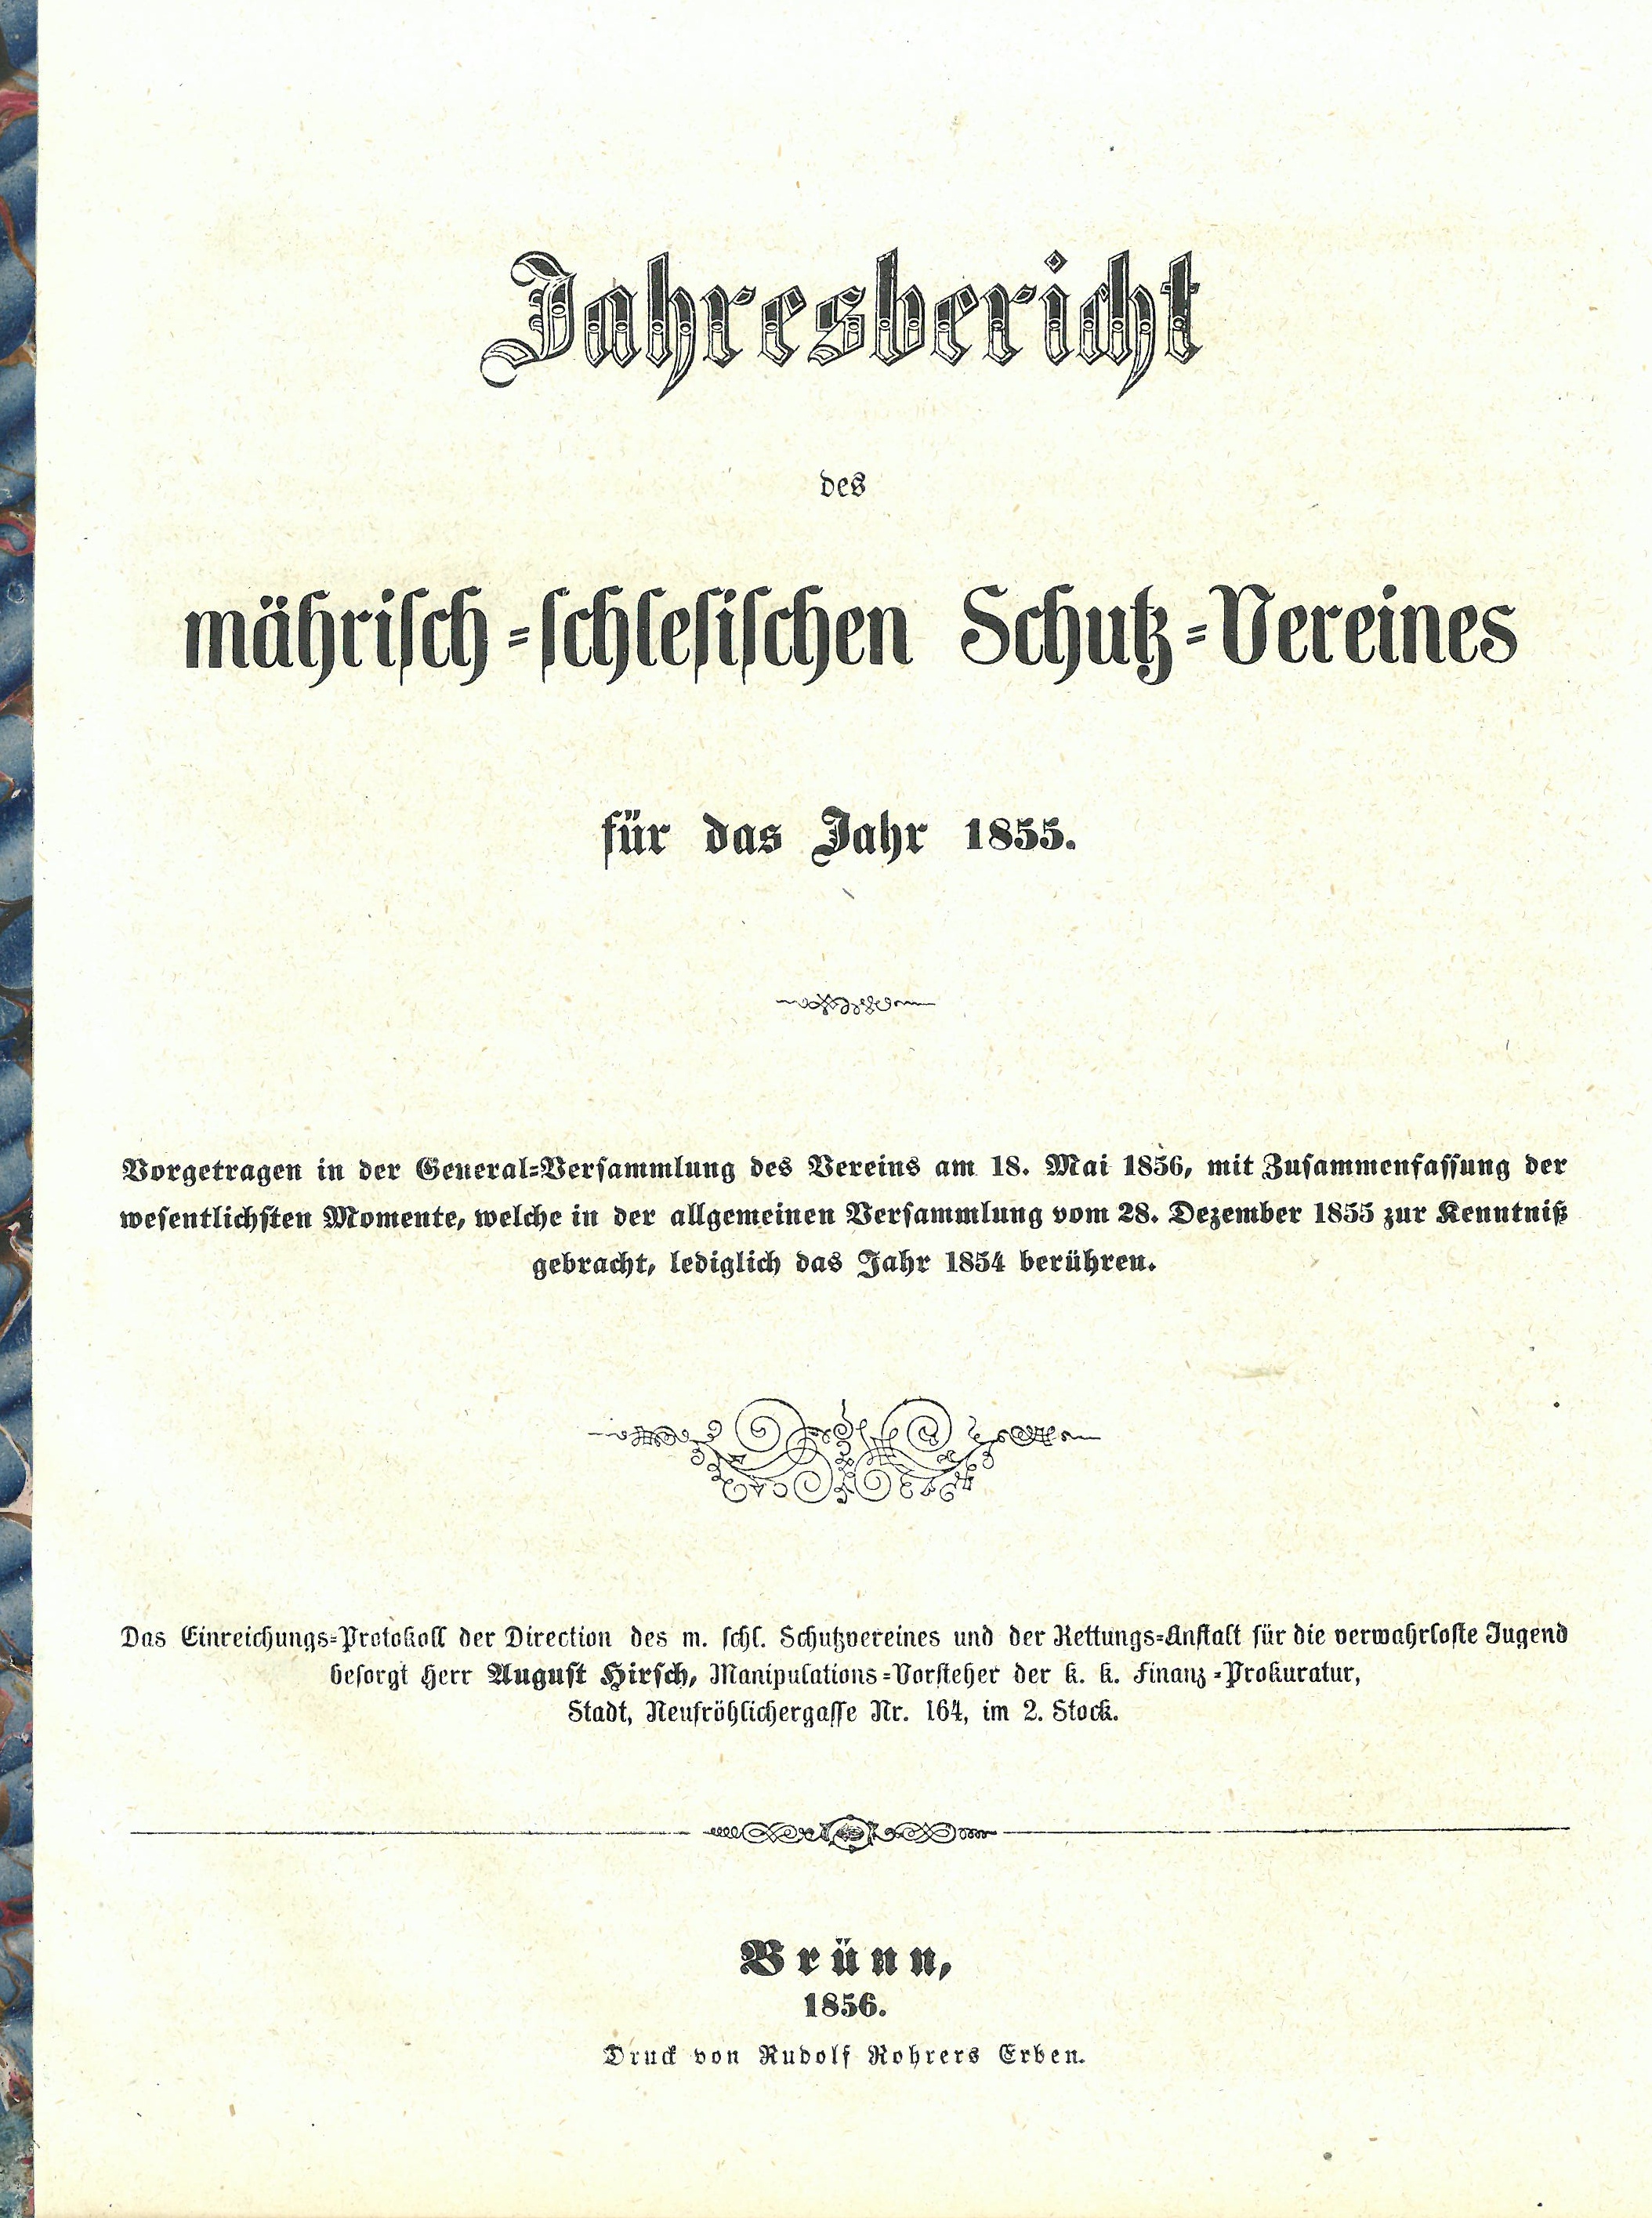 Jahresbericht
des
mährisch-schlesischen Schutz-Vereines
für das Jahr 1855.
Vorgetragen in der General-Versammlung des Vereins am 18. Mai 1856, mit Zusammenfassung der
wesentlichsten Momente, welche in der allgemeinen Versammlung vom 28. Dezember 1855 zur Kenntniß
gebracht, lediglich das Jahr 1854 berühren.
Das Einreichungs-Protokoll der Direction des m. schl. Schutzvereines und der Rettungs-Anstalt für die verwahrloste Jugend
besorgt Herr August Hirsch, Manipulations-Vorsteher der k. k. Finanz-Prokuratur,
Stadt, Neufröhlichergasse Nr. 164, im 2. Stock.
Brünn,
1856.
Druck von Rudolf Rohrers Erben.